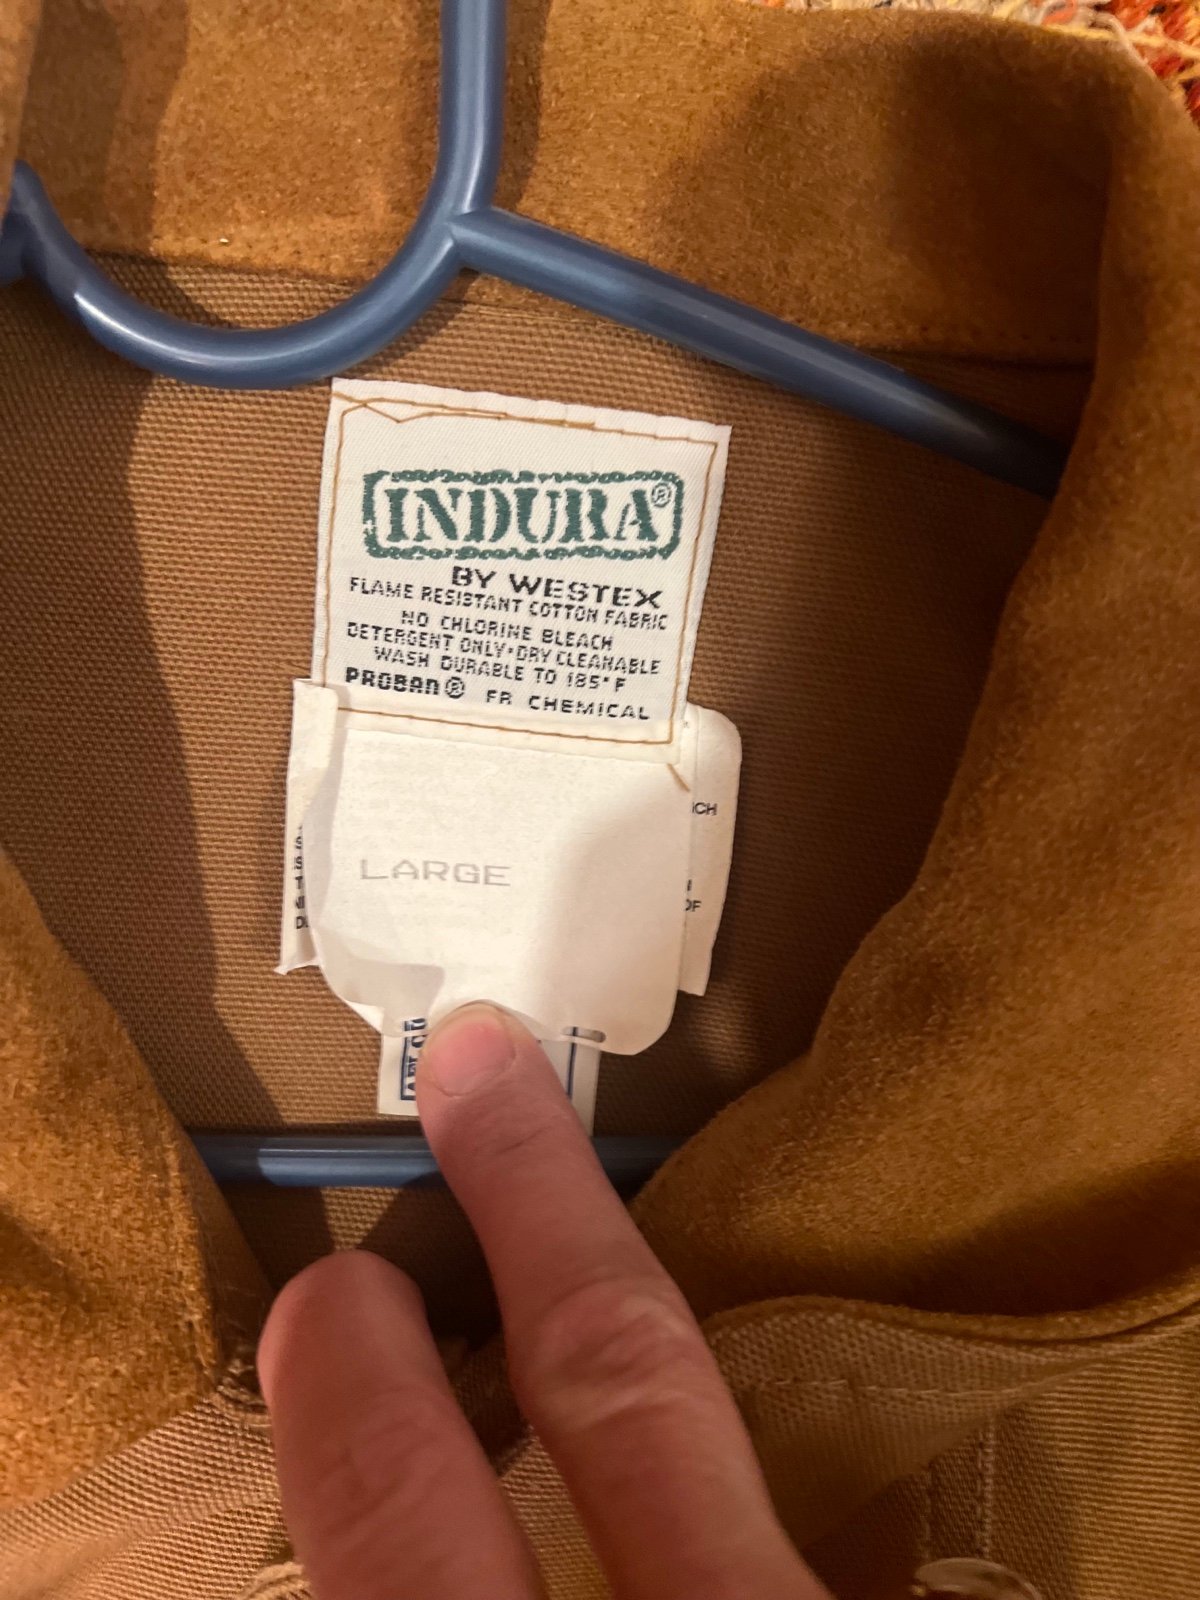 INDURA®
BY WESTEX
FLAME RESISTANT COTTON FABRIC
NO CHLORINE BLEACH
DETERGENT ONLY•DRY CLEANABLE
WASH DURABLE TO 185°F
PROBAN® FR CHEMICAL
LARGE